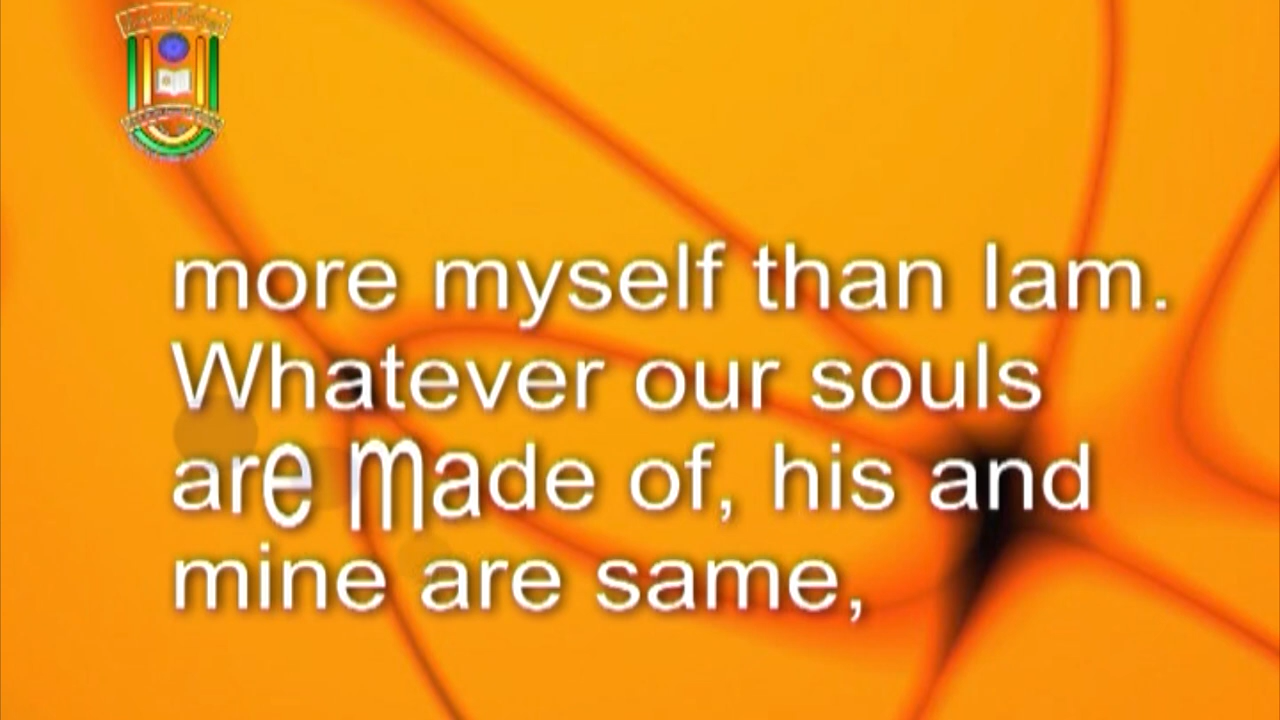 more myself than Iam.
Whatever our souls
are made of, his and
mine are same,